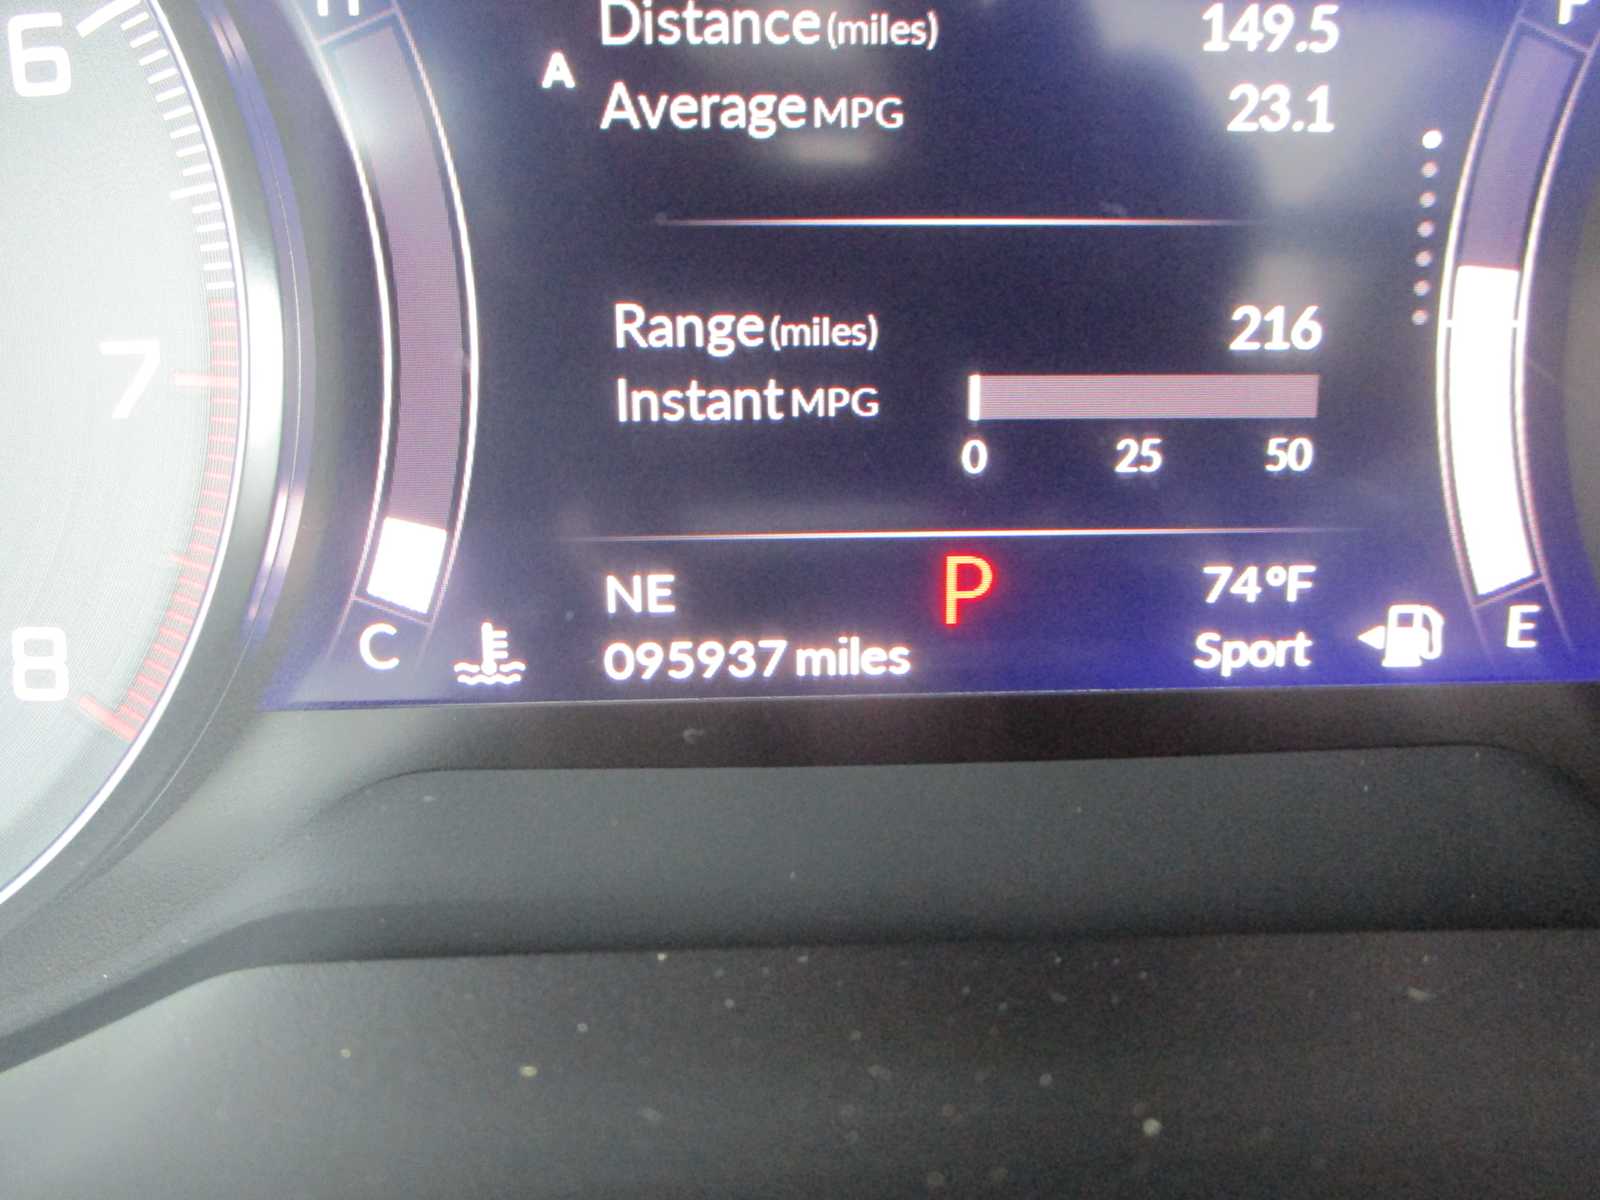 6
7
8
H
C
Distance (miles) 149.5
A
Average MPG 23.1
Range (miles) 216
Instant MPG
0 25 50
NE P 74°F
095937 miles Sport
F
E